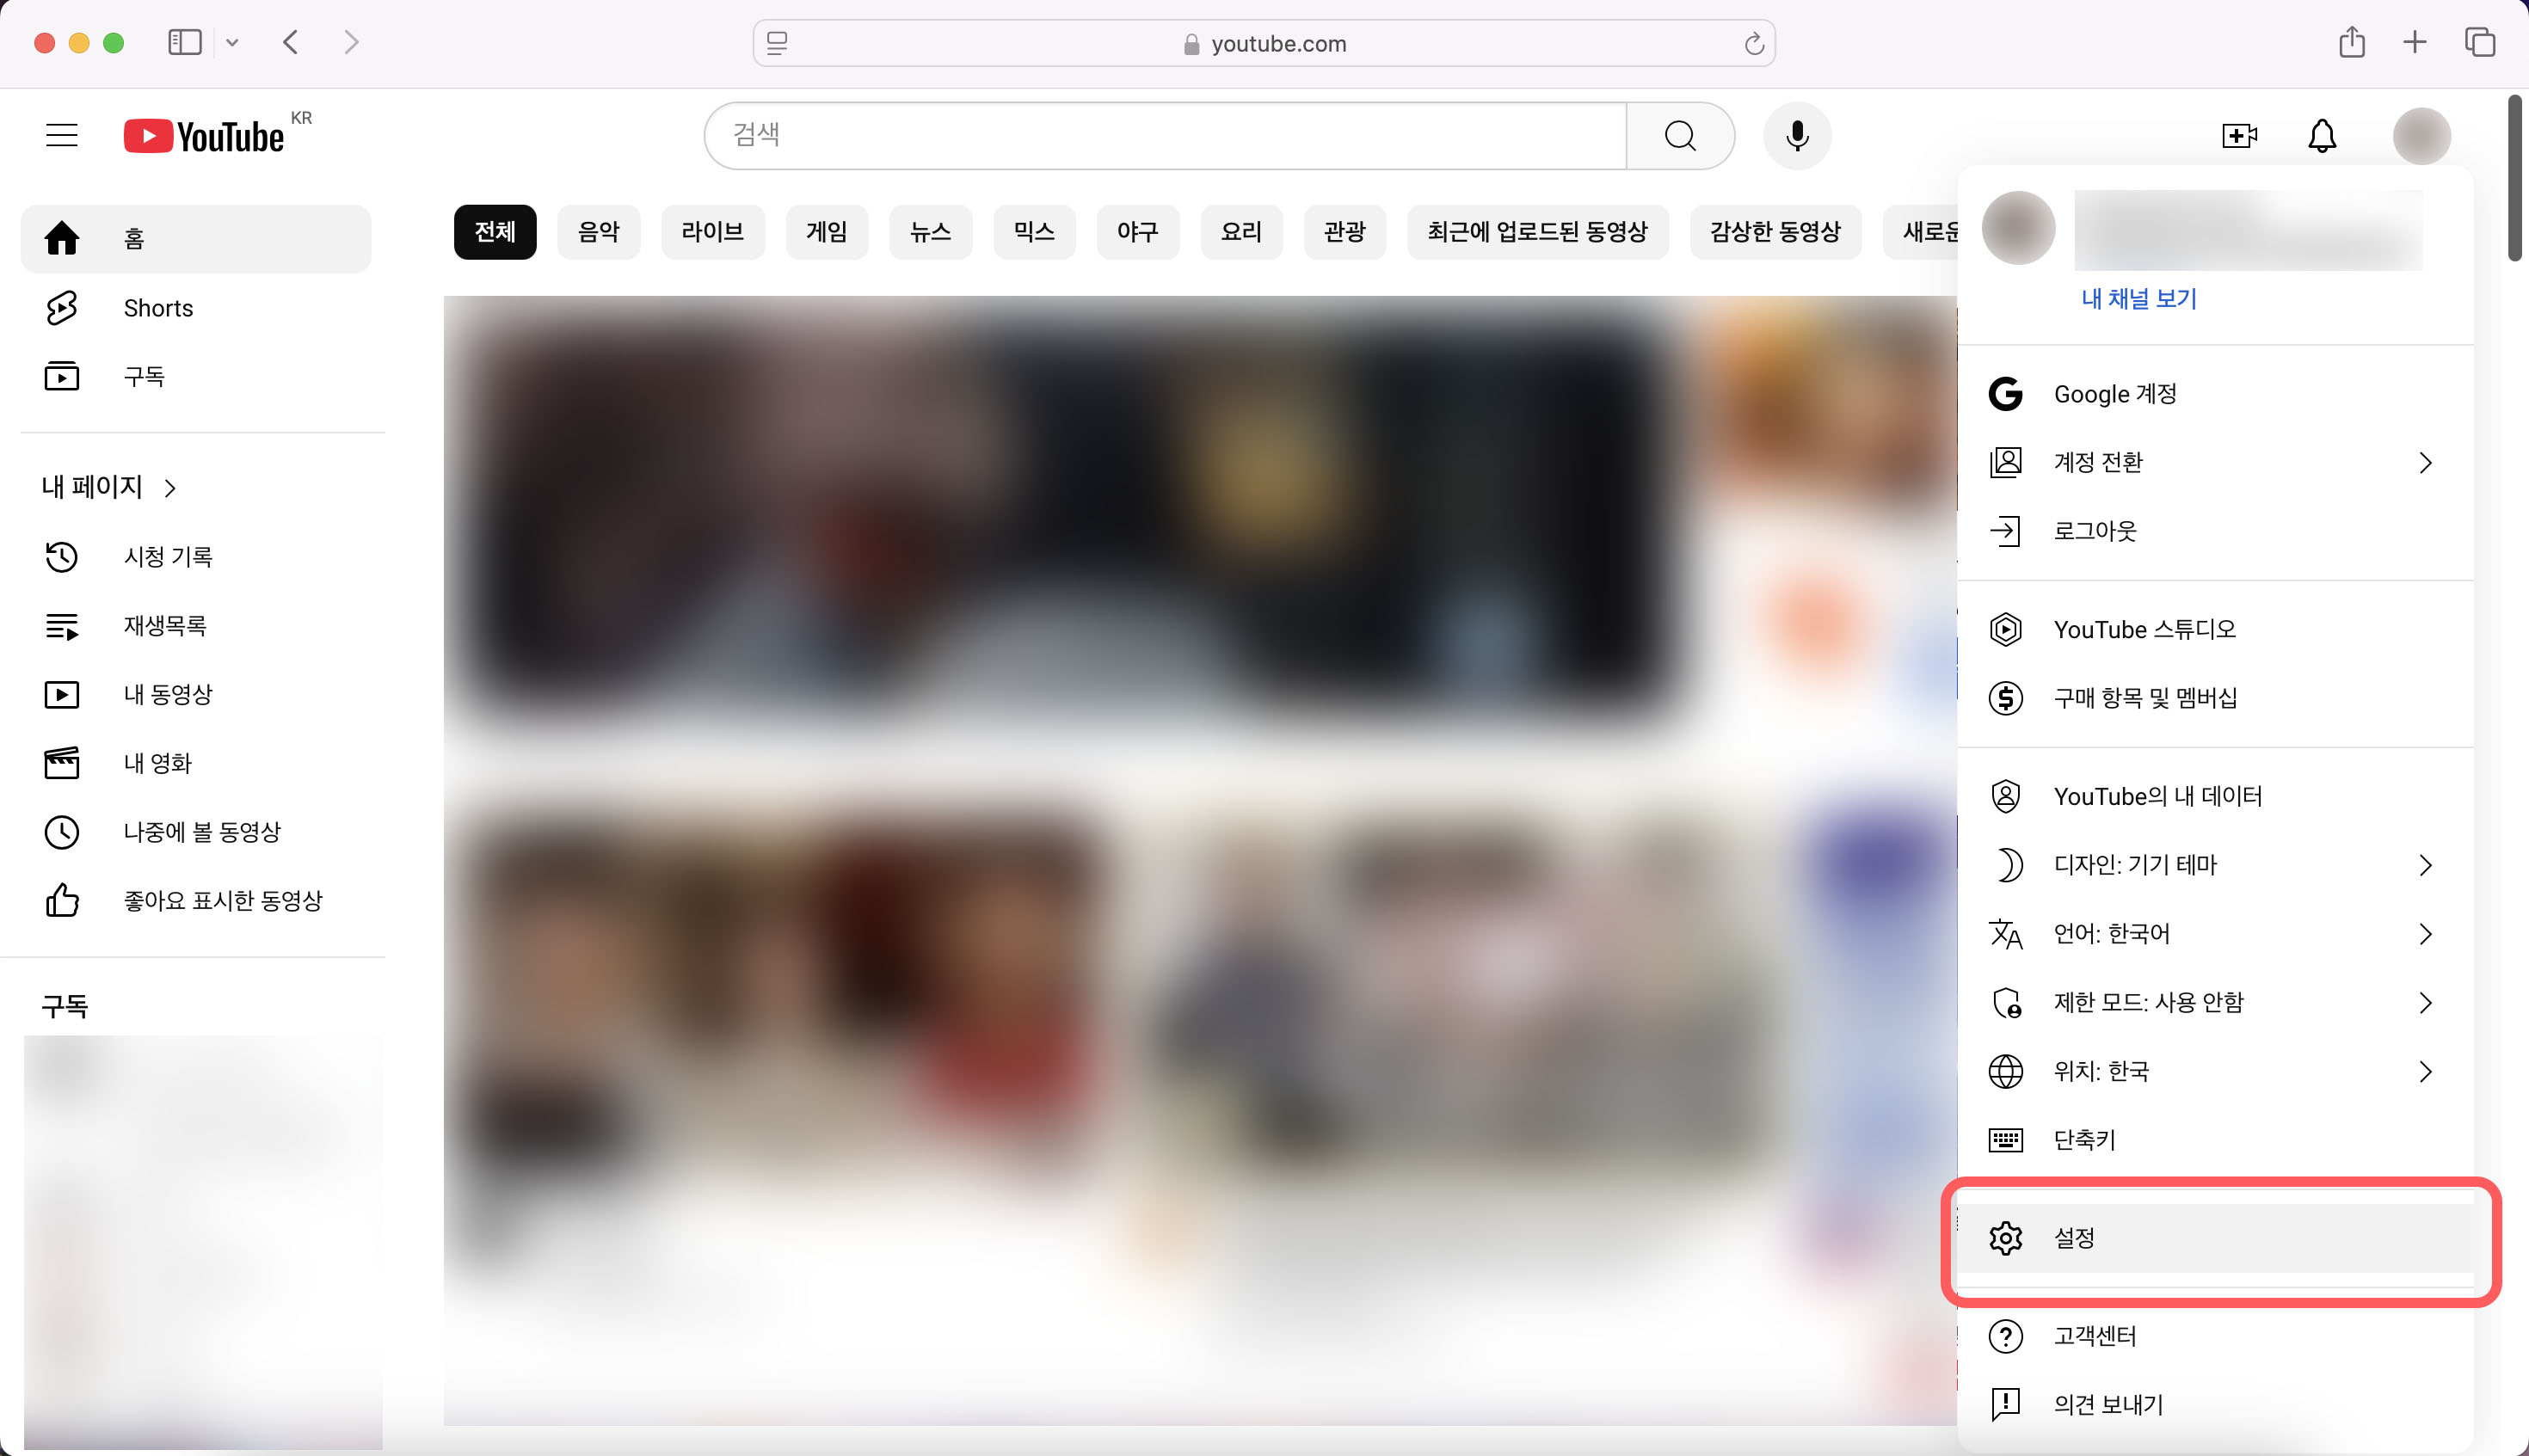 youtube.com
YouTube KR
검색
홈
Shorts
구독
내 페이지
시청 기록
재생목록
내 동영상
내 영화
나중에 볼 동영상
좋아요 표시한 동영상
구독
전체 음악 라이브 게임 뉴스 믹스 야구 요리 관광 최근에 업로드된 동영상 감상한 동영상 새로운
내 채널 보기
Google 계정
계정 전환
로그아웃
YouTube 스튜디오
구매 항목 및 멤버십
YouTube의 내 데이터
디자인: 기기 테마
언어: 한국어
제한 모드: 사용 안함
위치: 한국
단축키
설정
고객센터
의견 보내기